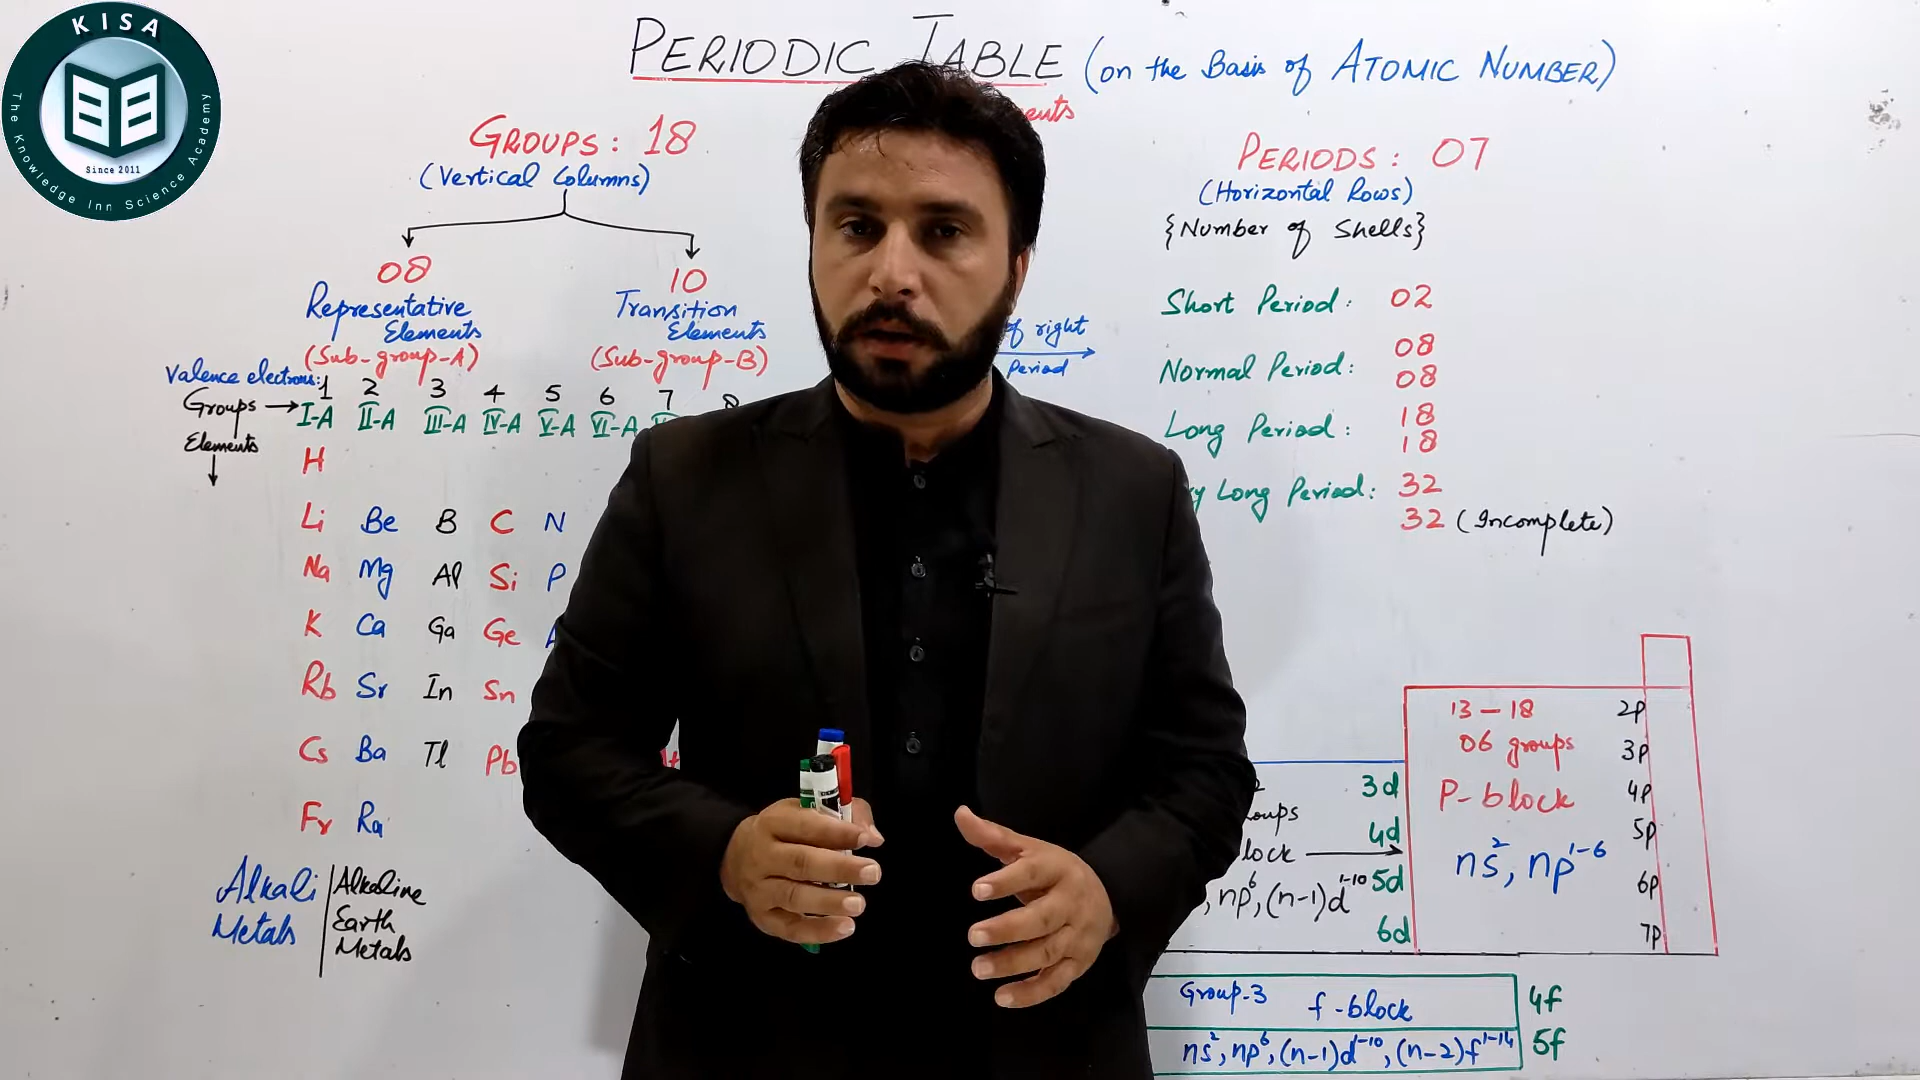 KISA
The Knowledge Inn Science Academy
Since 2011
PERIODIC TABLE (on the Basis of ATOMIC NUMBER)
GROUPS: 18
(Vertical Columns)
08
Representative
Elements
(Sub-group-A)
10
Transition
Elements
(Sub-group-B)
Valence electrons: 1 2 3 4 5 6 7 8
Groups → I-A II-A III-A IV-A V-A VI-A
Elements
H
Li Be B C N
Na Mg Al Si P
K Ca Ga Ge
Rb Sr In Sn
Cs Ba Tl Pb
Fr Ra
Alkali
Metals
Alkaline
Earth
Metals
of right
Period
PERIODS: 07
(Horizontal Rows)
{Number of Shells}
Short Period: 02
Normal Period: 08
08
Long Period: 18
18
Long Period: 32
32 (Incomplete)
3d
4d
5d
6d
np⁶, (n-1)d¹⁻¹⁰
13 – 18
06 groups
P-block
ns², np¹⁻⁶
2p
3p
4p
5p
6p
7p
Group-3 f-block 4f
ns², np⁶, (n-1)d¹⁻¹⁰, (n-2)f¹⁻¹⁴ 5f